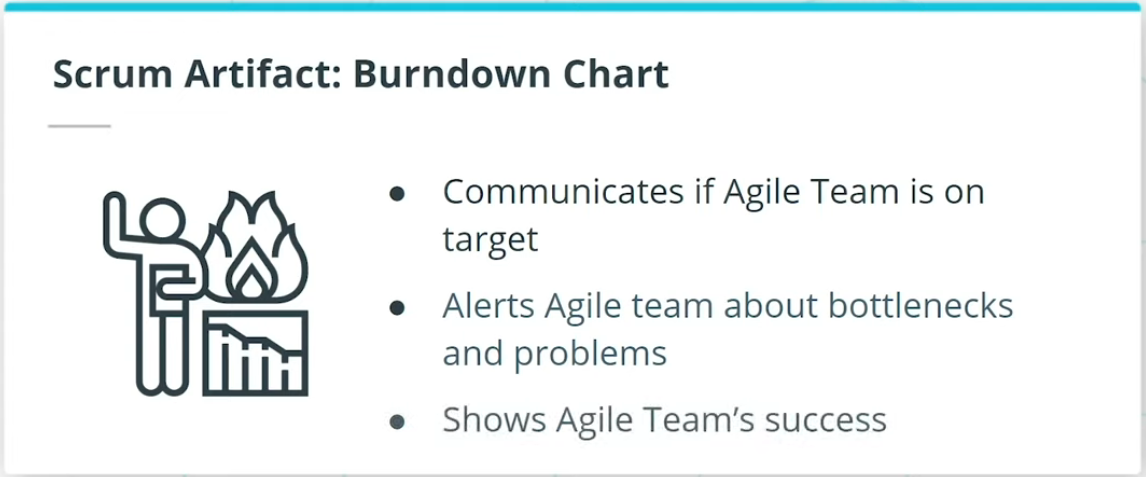 Scrum Artifact: Burndown Chart
● Communicates if Agile Team is on
target
● Alerts Agile team about bottlenecks
and problems
● Shows Agile Team’s success